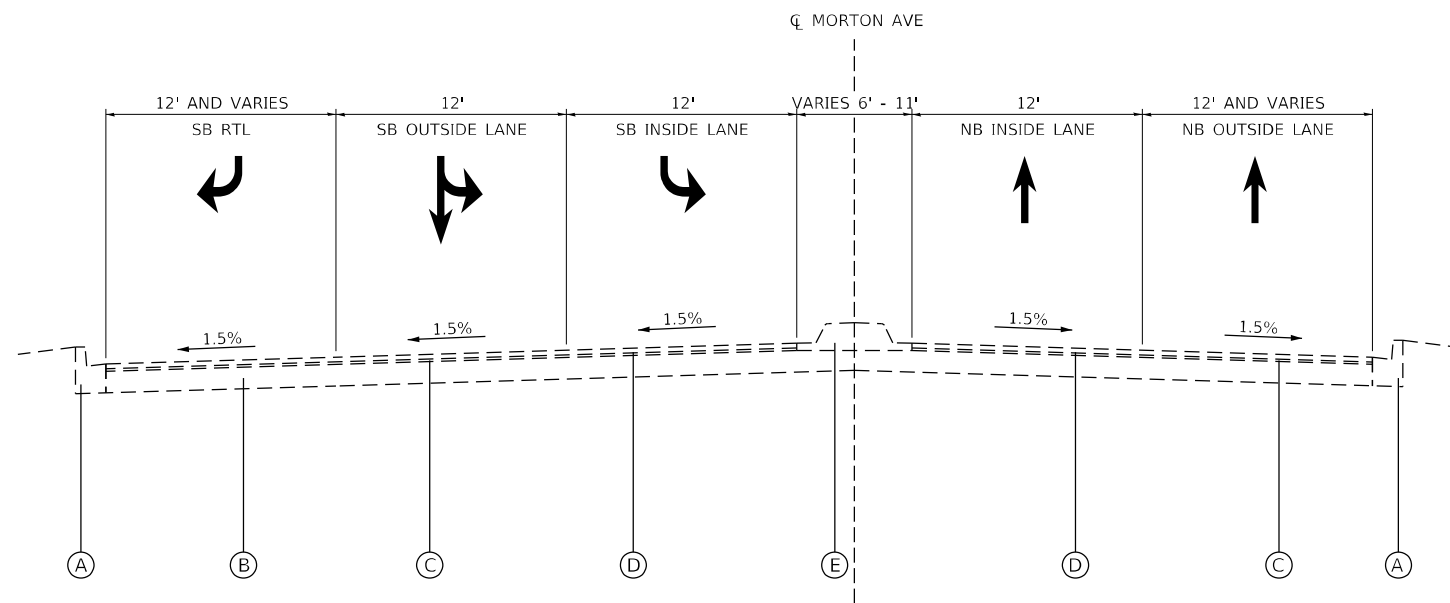 ℄ MORTON AVE
12' AND VARIES
12'
12'
VARIES 6' - 11'
12'
12' AND VARIES
SB RTL
SB OUTSIDE LANE
SB INSIDE LANE
NB INSIDE LANE
NB OUTSIDE LANE
1.5%
1.5%
1.5%
1.5%
1.5%
A
B
C
D
E
D
C
A